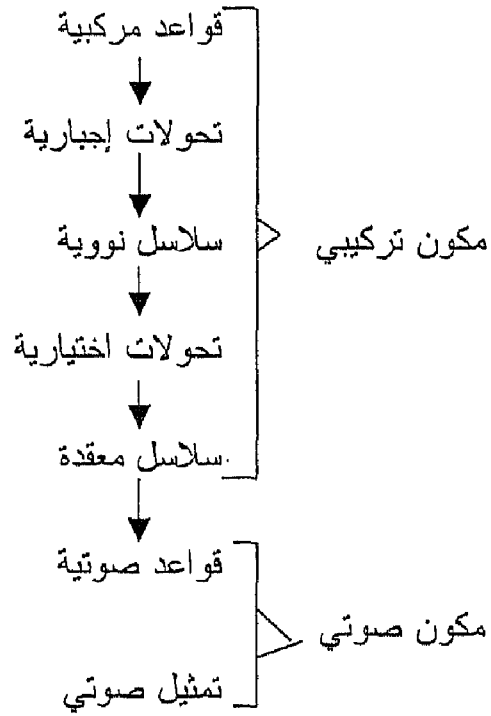 قواعد مركبية
تحولات إجبارية
سلاسل نووية
مكون تركيبي
تحولات اختيارية
سلاسل معقدة
قواعد صوتية
مكون صوتي
تمثيل صوتي